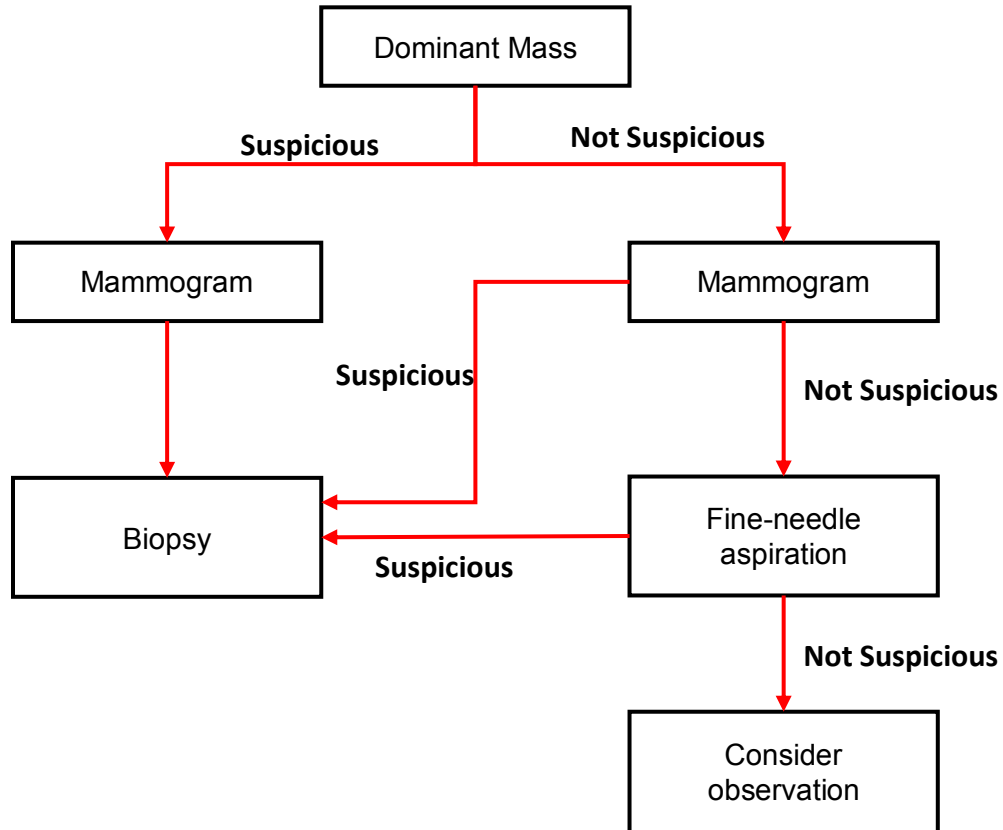 Dominant Mass
Suspicious
Not Suspicious
Mammogram
Mammogram
Suspicious
Not Suspicious
Biopsy
Fine-needle
aspiration
Suspicious
Not Suspicious
Consider
observation